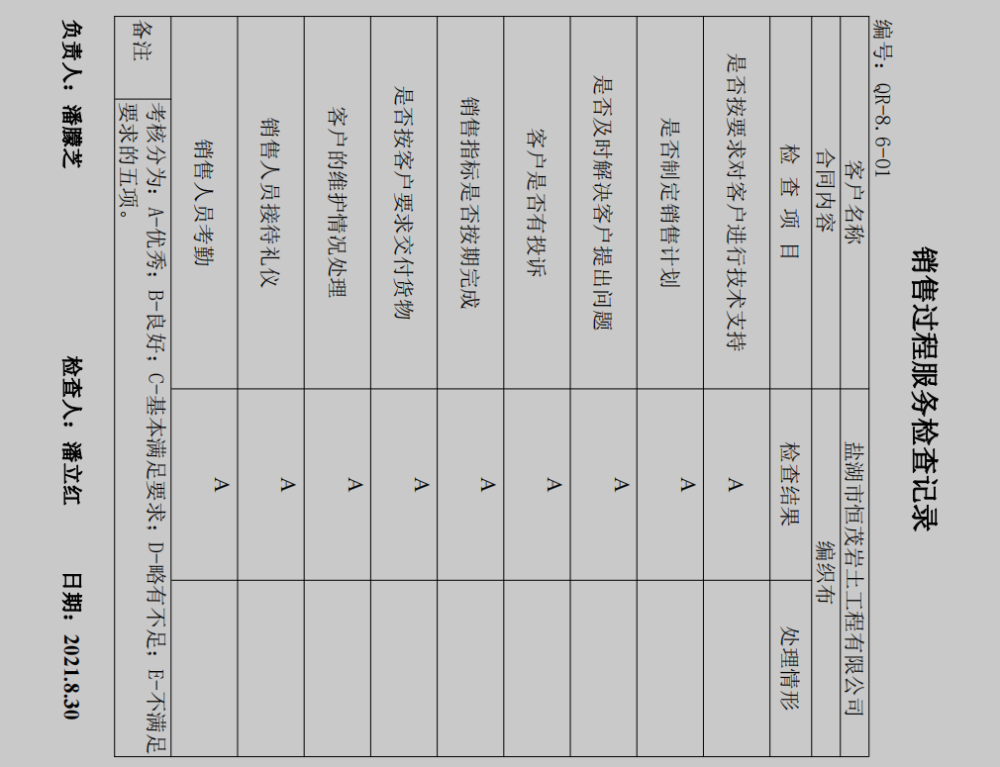 销售过程服务检查记录
编号：QR-8.6-01
客户名称 盐湖市恒茂岩土工程有限公司
合同内容 编织布
检 查 项 目 检查结果 处理情形
是否按要求对客户进行技术支持 A
是否制定销售计划 A
是否及时解决客户提出问题 A
客户是否有投诉 A
销售指标是否按期完成 A
是否按客户要求交付货物 A
客户的维护情况处理 A
销售人员接待礼仪 A
销售人员考勤 A
备注 考核分为：A-优秀；B-良好；C-基本满足要求；D-略有不足；E-不满足
要求的五项。
负责人：潘朦芝 检查人：潘立红 日期：2021.8.30